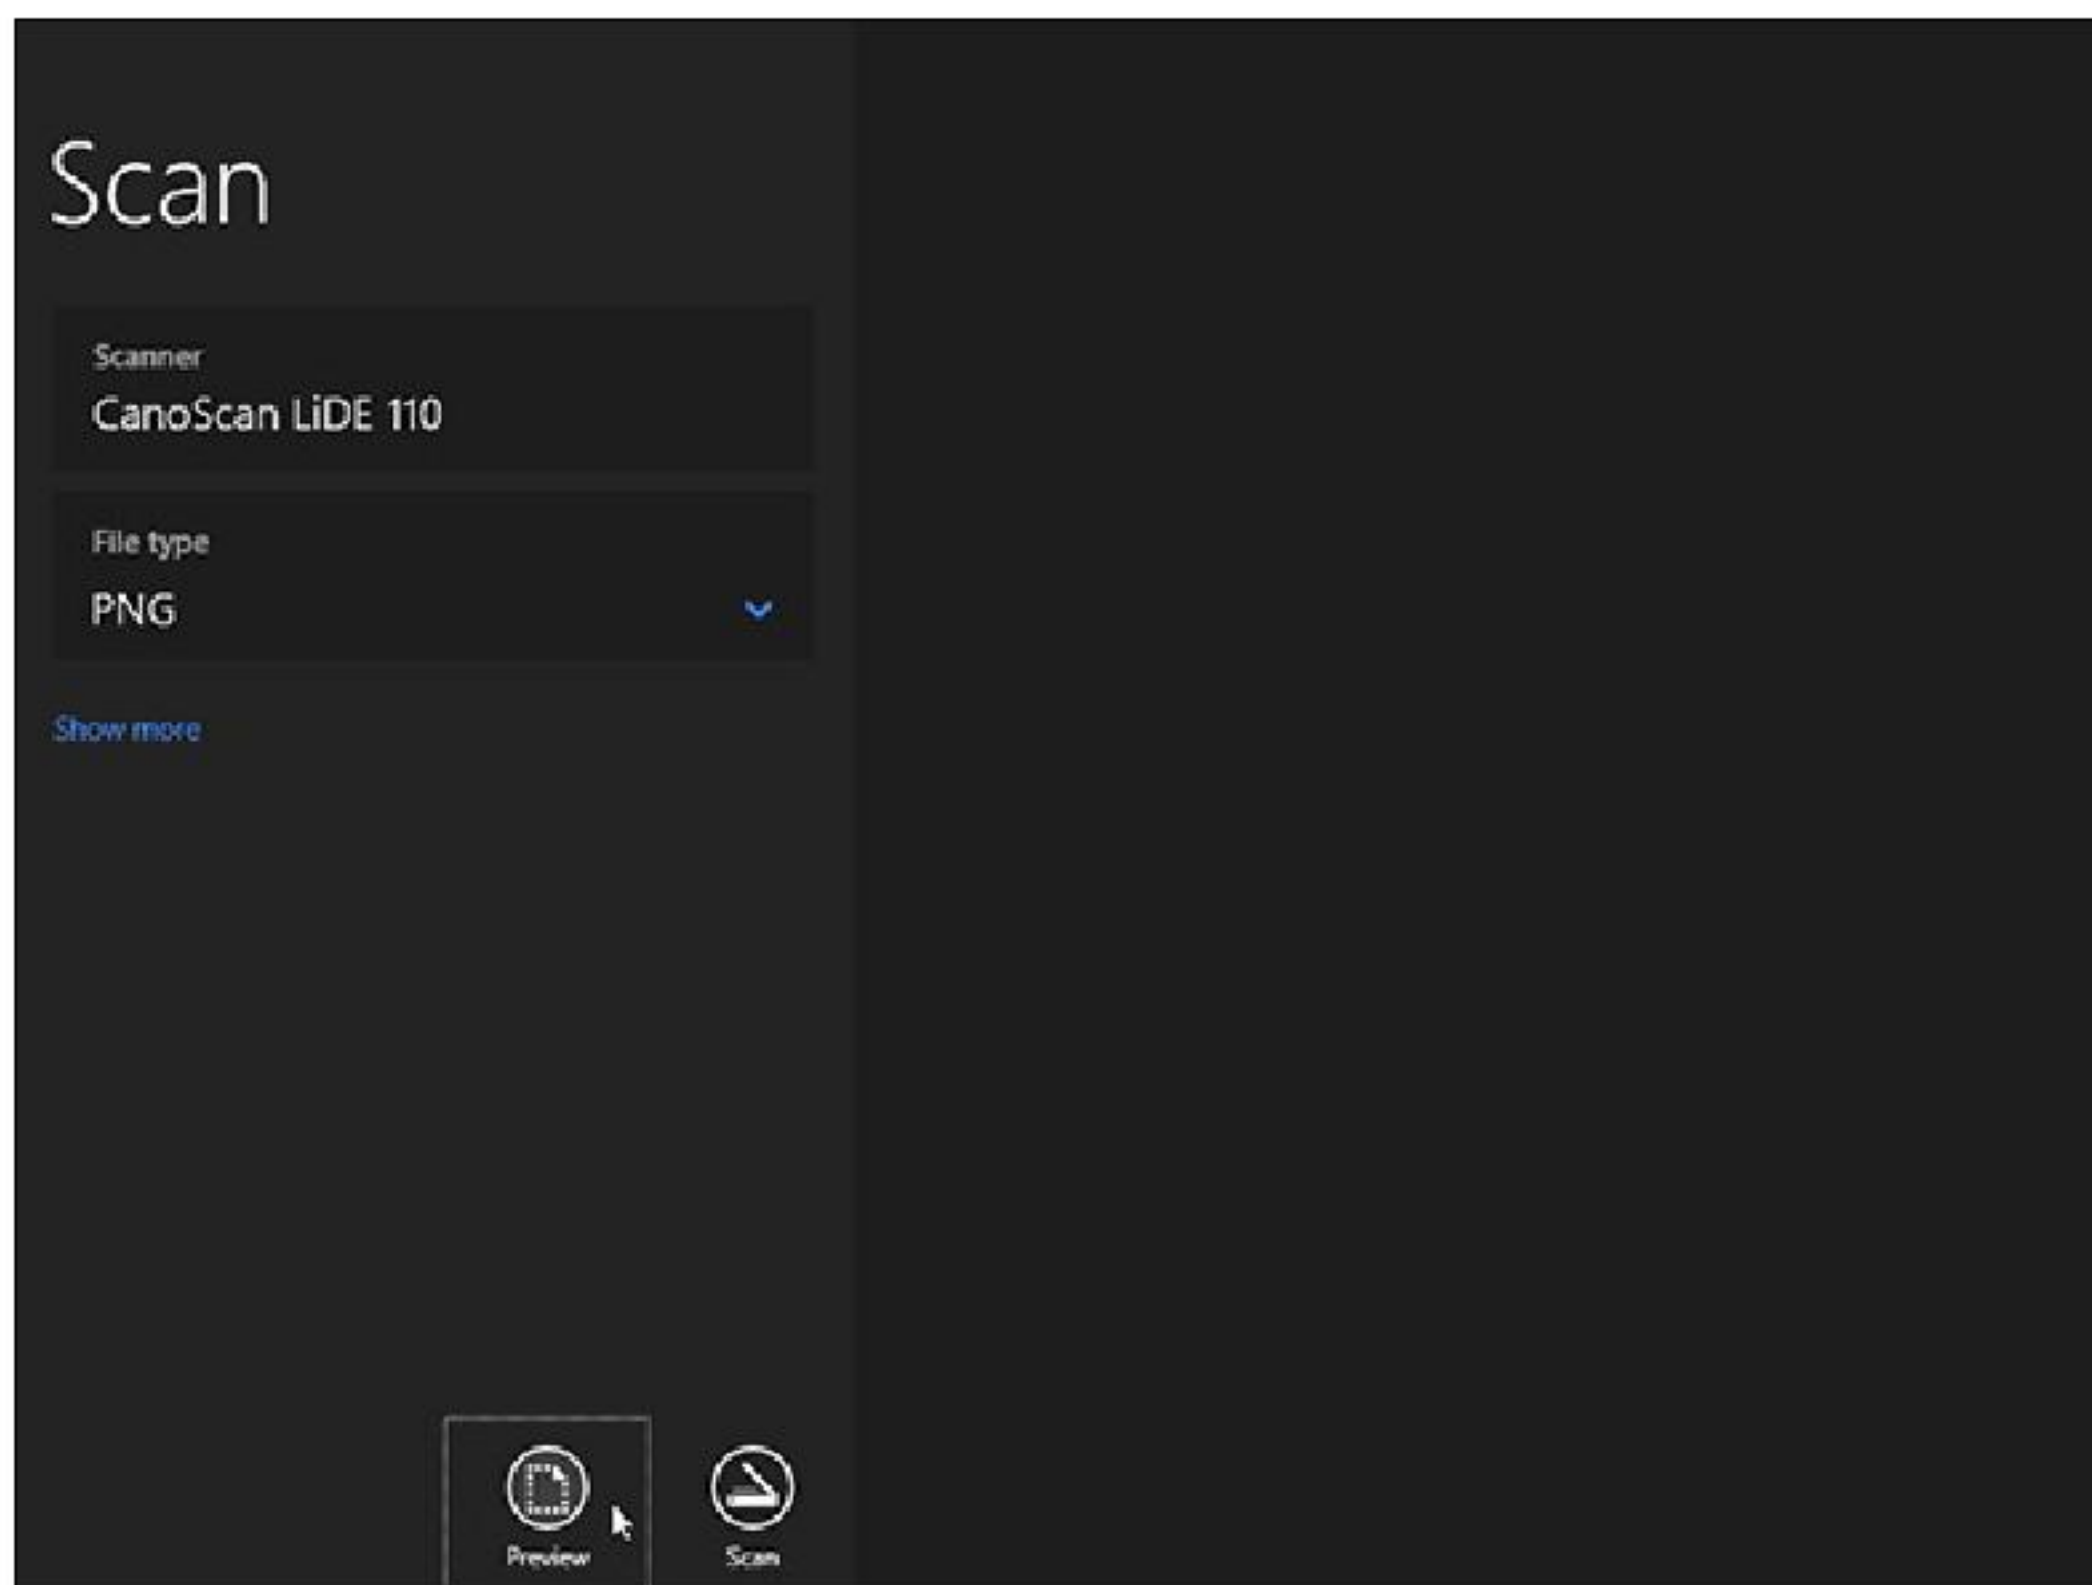 Scan
Scanner
CanoScan LiDE 110
File type
PNG
Show more
Preview
Scan